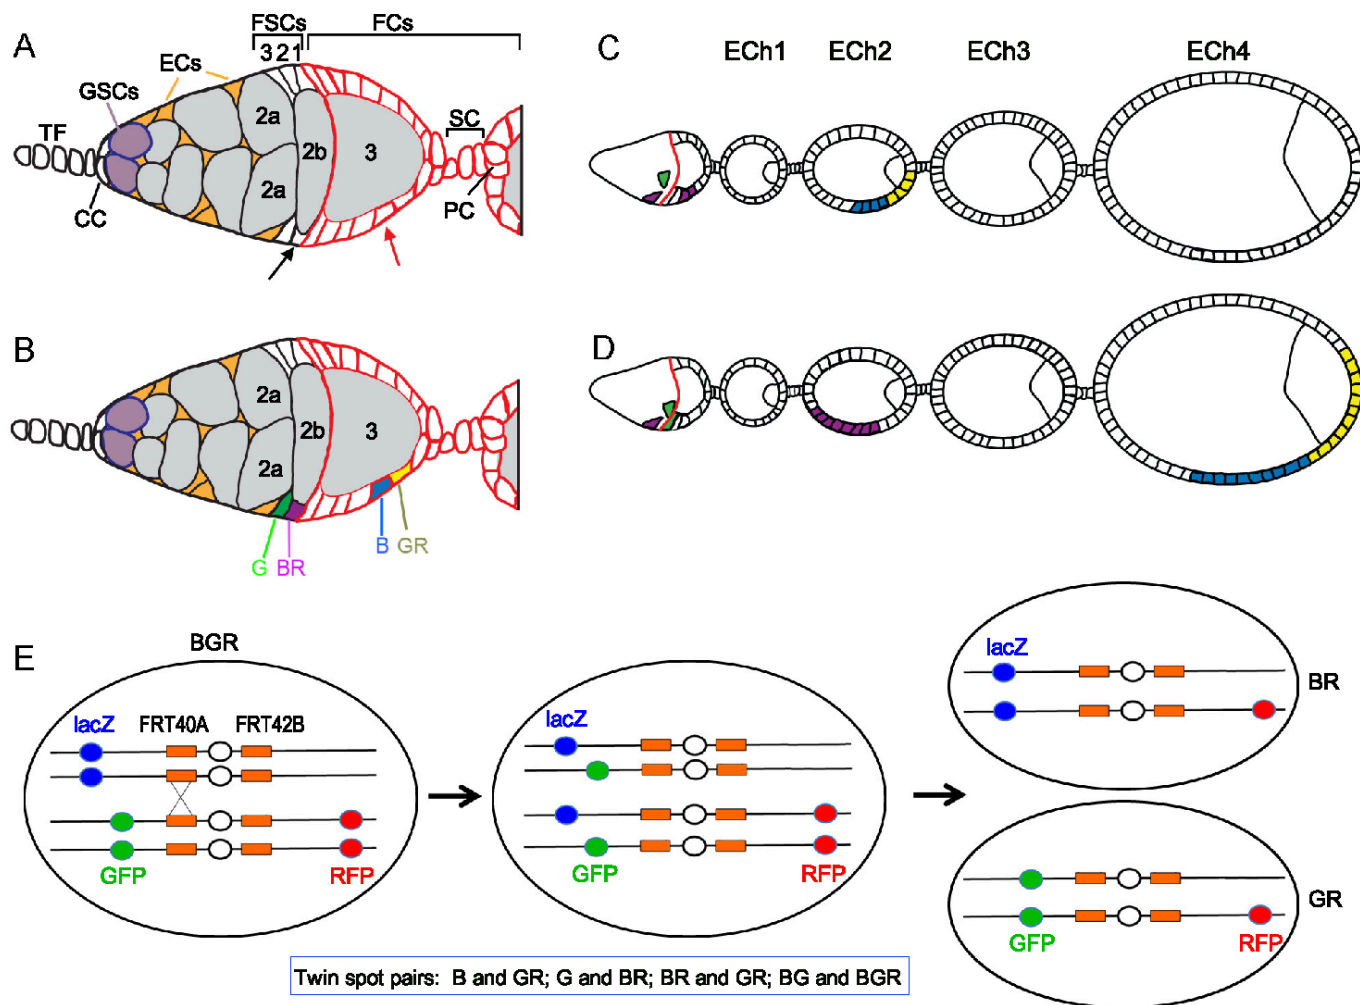 A
FSCs
FCs
3 2 1
ECs
GSCs
TF
2a
2b
3
SC
2a
CC
PC
B
2a
2b
3
2a
G
BR
B
GR
C
ECh1
ECh2
ECh3
ECh4
D
E
BGR
lacZ
FRT40A
FRT42B
GFP
RFP
lacZ
GFP
RFP
lacZ
BR
GR
GFP
RFP
Twin spot pairs: B and GR; G and BR; BR and GR; BG and BGR